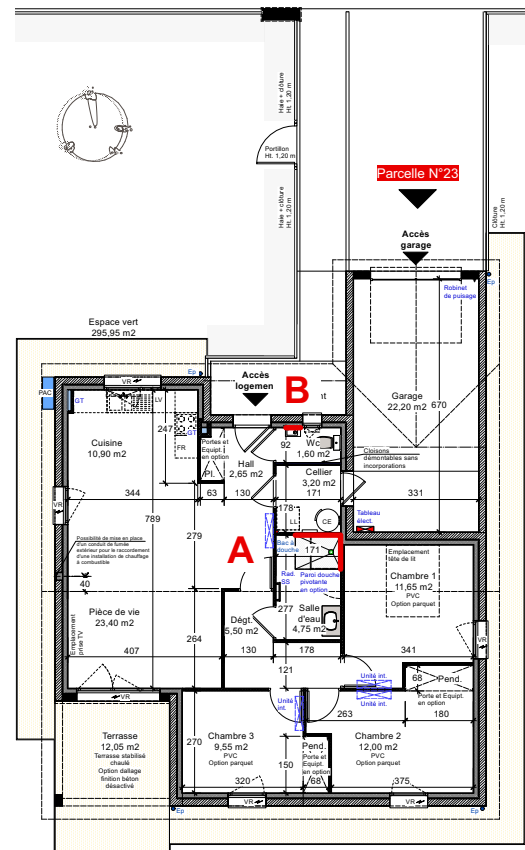 Haie + clôture
Ht. 1,20 m
Portillon
Ht. 1,20 m
Haie + clôture
Ht. 1,20 m
Clôture
Ht. 1,20 m
Parcelle N°23
Accès
garage
Ep
Robinet
de puisage
Espace vert
295,95 m2
Ep
PAC
VR
GT
LV
247
GT
FR
Cuisine
10,90 m2
Accès
logemen
B
nt
Garage
22,20 m2
670
331
92
Wc
1,60 m2
Cloisons
démontables sans
incorporations
Portes et
Equipt.
en option
Pl.
Hall
2,65 m2
Cellier
3,20 m2
344
63
130
171
178
LL
CE
VR
789
279
Tableau
élect.
Possibilité de mise en place
d'un conduit de fumée
extérieur pour le raccordement
d'une installation de chauffage
à combustible
40
A
Bac à
douche
171
Rad.
SS
Paroi douche
pivotante
en option
Emplacement
tête de lit
Chambre 1
11,65 m2
PVC
Option parquet
Pièce de vie
23,40 m2
Emplacement
prise TV
264
407
Dégt.
5,50 m2
277
Salle
d'eau
4,75 m2
130
178
341
VR
121
68
Pend.
Unité int.
Unité
int.
Unité int.
Porte et
Equipt.
en option
VR
263
180
Terrasse
12,05 m2
Terrasse stabilisé
chaulé
Option dallage
finition béton
désactivé
270
Chambre 3
9,55 m2
PVC
Option parquet
150
Pend.
Porte
et Equipt.
en option
Chambre 2
12,00 m2
PVC
Option parquet
320
68
375
VR
VR
Ep
Ep